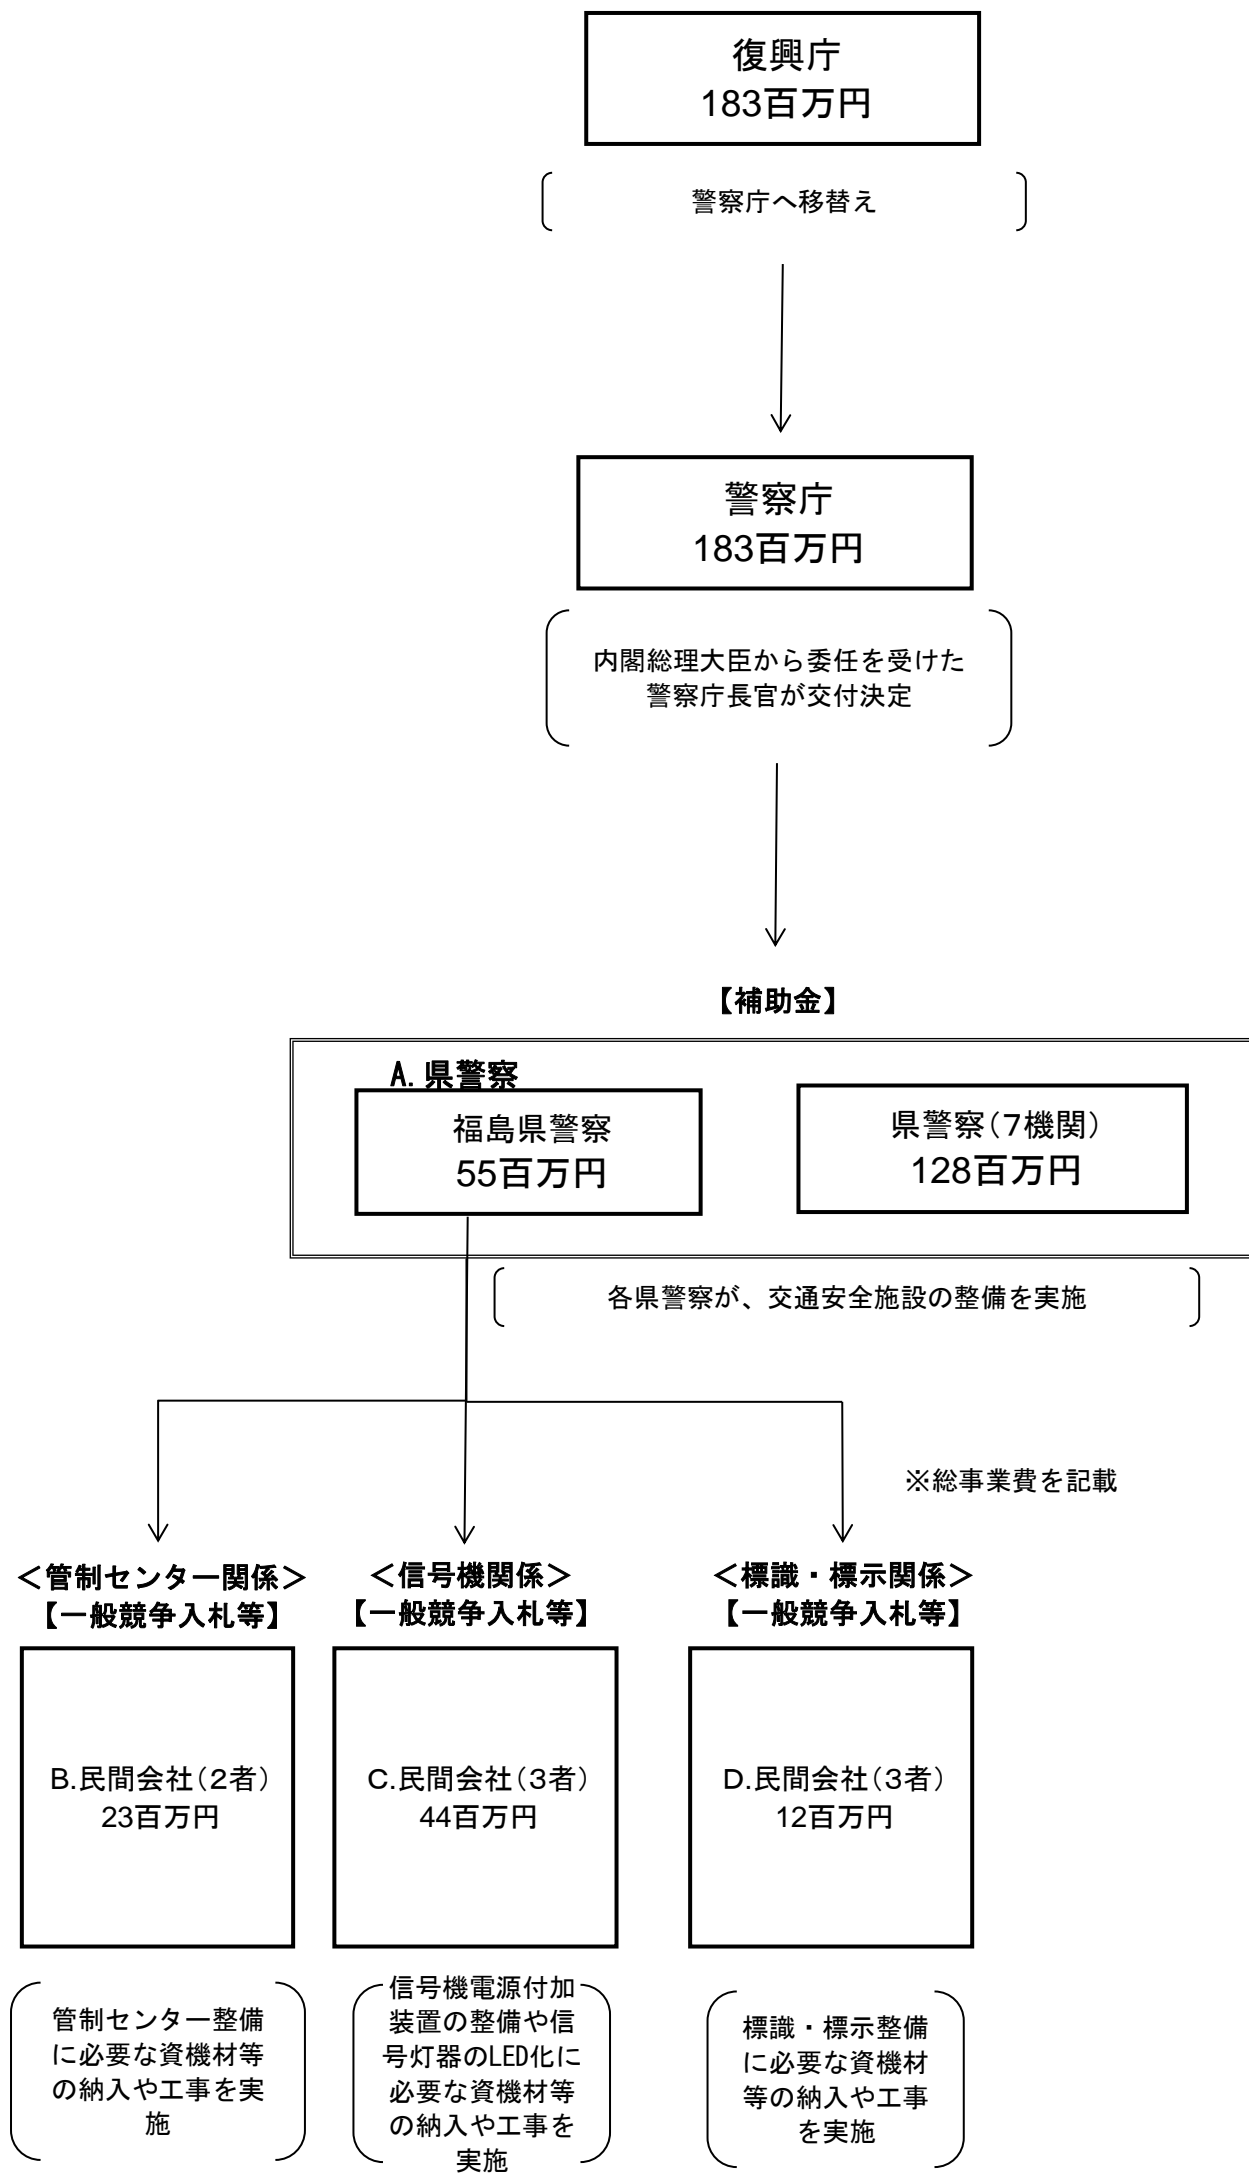 復興庁
183百万円
警察庁へ移替え
警察庁
183百万円
内閣総理大臣から委任を受けた
警察庁長官が交付決定
【補助金】
A. 県警察
福島県警察
55百万円
県警察(7機関)
128百万円
各県警察が、交通安全施設の整備を実施
※総事業費を記載
＜管制センター関係＞
【一般競争入札等】
＜信号機関係＞
【一般競争入札等】
＜標識・標示関係＞
【一般競争入札等】
B.民間会社(2者)
23百万円
C.民間会社(3者)
44百万円
D.民間会社(3者)
12百万円
管制センター整備
に必要な資機材等
の納入や工事を実
施
信号機電源付加
装置の整備や信
号灯器のLED化に
必要な資機材等
の納入や工事を
実施
標識・標示整備
に必要な資機材
等の納入や工事
を実施